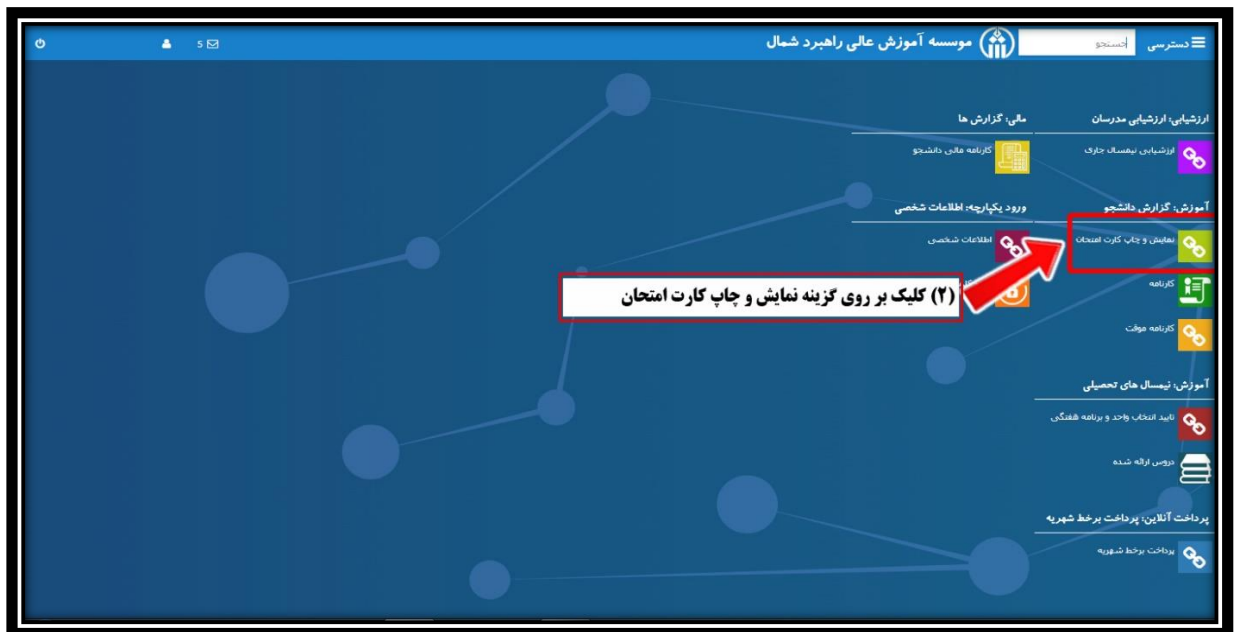 دسترسی
جستجو
موسسه آموزش عالی راهبرد شمال
5
ارزشیابی: ارزشیابی مدرسان
ارزشیابی نیمسال جاری
آموزش: گزارش دانشجو
نمایش و چاپ کارت امتحان
کارنامه
کارنامه موقت
آموزش: نیمسال های تحصیلی
تایید انتخاب واحد و برنامه هفتگی
دروس ارائه شده
پرداخت آنلاین: پرداخت برخط شهریه
پرداخت برخط شهریه
مالی: گزارش ها
کارنامه مالی دانشجو
ورود یکپارچه: اطلاعات شخصی
اطلاعات شخصی
(۲) کلیک بر روی گزینه نمایش و چاپ کارت امتحان